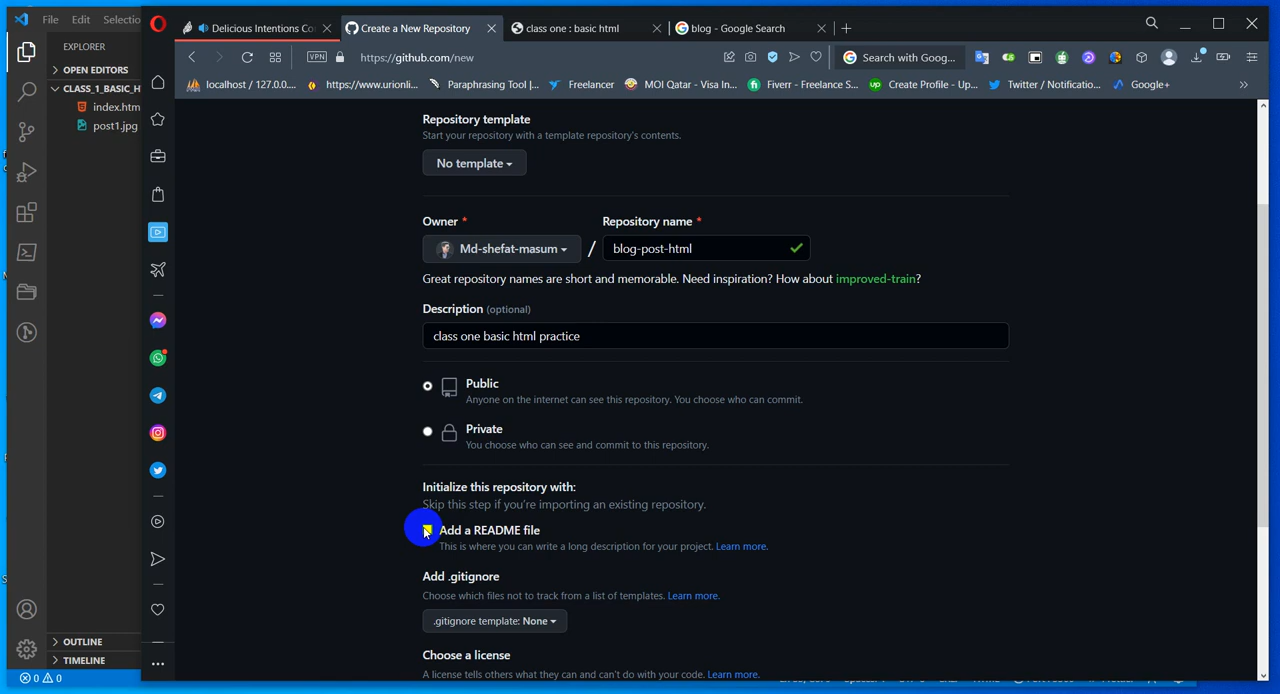 File Edit Selectio
Delicious Intentions Co
Create a New Repository
class one : basic html
blog - Google Search
VPN
https://github.com/new
Search with Goog...
localhost / 127.0.0....
https://www.urionli...
Paraphrasing Tool |...
Freelancer
MOI Qatar - Visa In...
Fiverr - Freelance S...
Create Profile - Up...
Twitter / Notificatio...
Google+
EXPLORER
OPEN EDITORS
CLASS_1_BASIC_H
index.htm
post1.jpg
OUTLINE
TIMELINE
0 0
Repository template
Start your repository with a template repository's contents.
No template
Owner *
Repository name *
Md-shefat-masum / blog-post-html
Great repository names are short and memorable. Need inspiration? How about improved-train?
Description (optional)
class one basic html practice
Public
Anyone on the internet can see this repository. You choose who can commit.
Private
You choose who can see and commit to this repository.
Initialize this repository with:
Skip this step if you're importing an existing repository.
Add a README file
This is where you can write a long description for your project. Learn more.
Add .gitignore
Choose which files not to track from a list of templates. Learn more.
.gitignore template: None
Choose a license
A license tells others what they can and can't do with your code. Learn more.